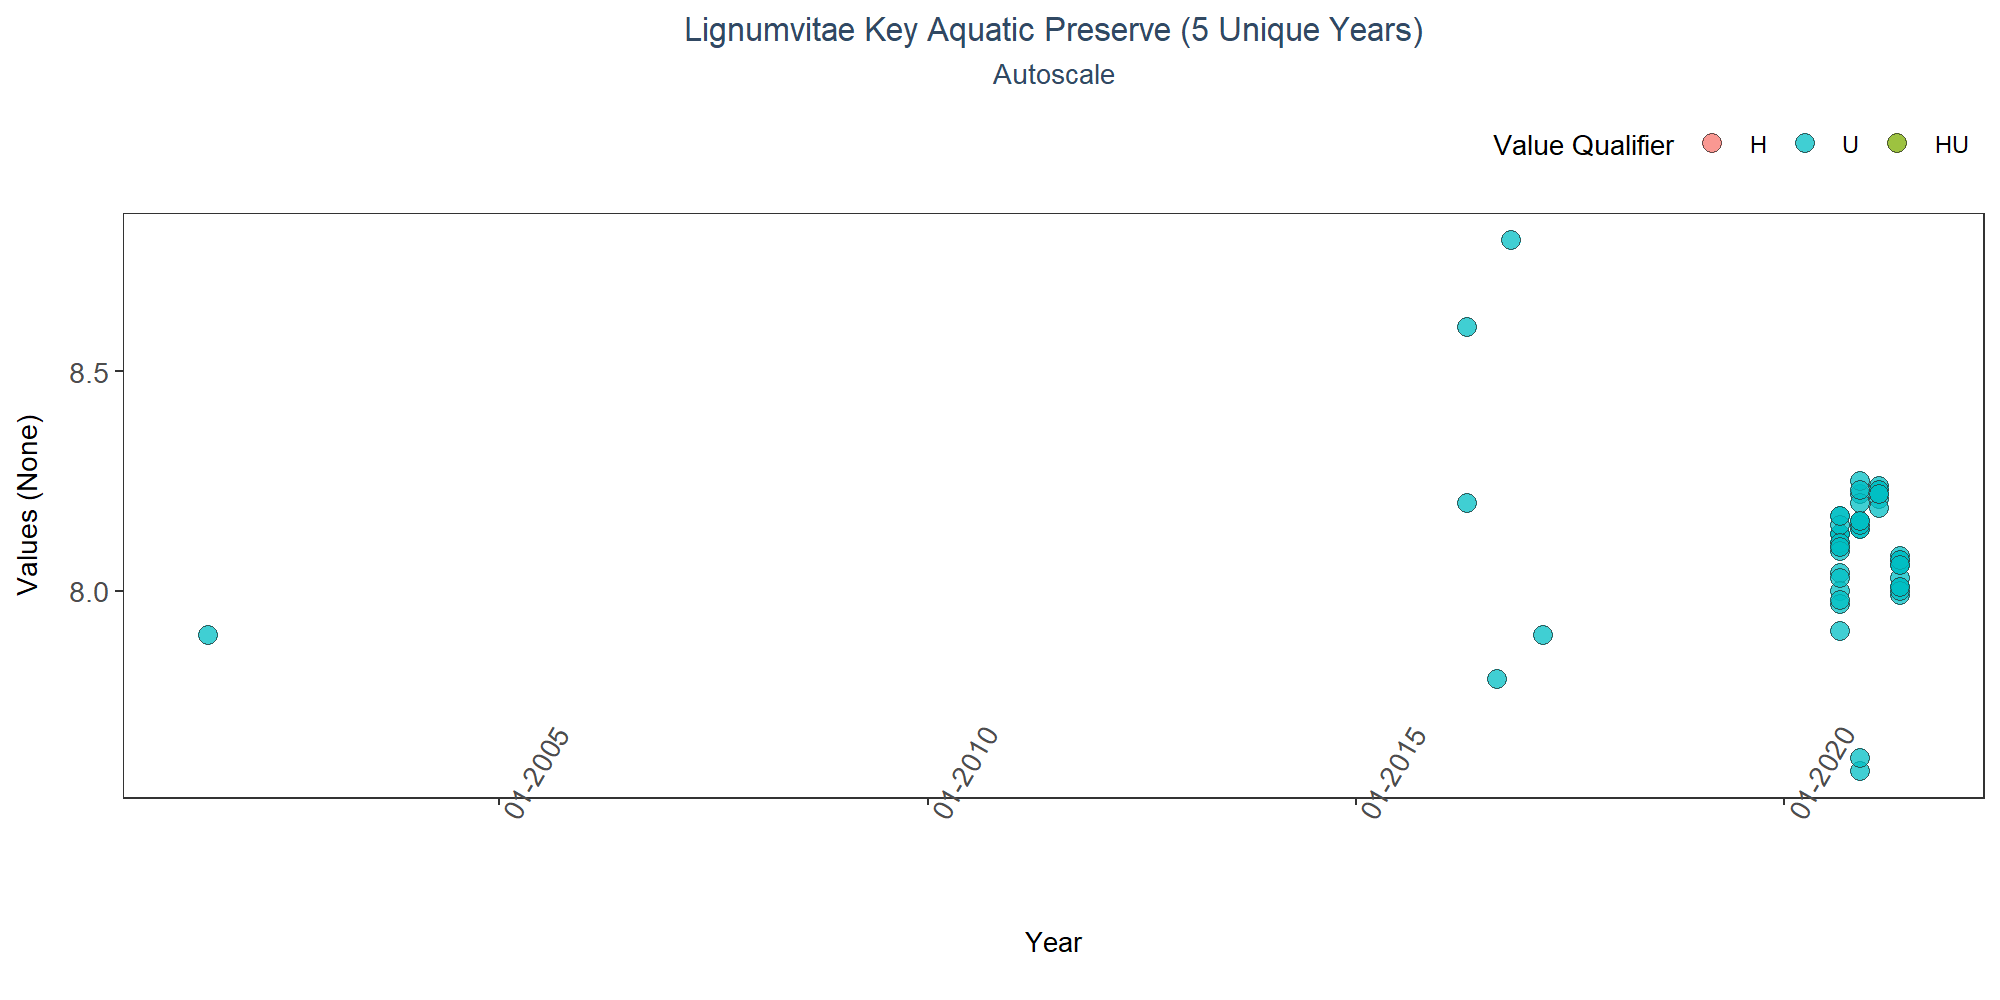 Lignumvitae Key Aquatic Preserve (5 Unique Years)
Autoscale
Value Qualifier H U HU
Values (None)
8.5
8.0
01-2005 01-2010 01-2015 01-2020
Year